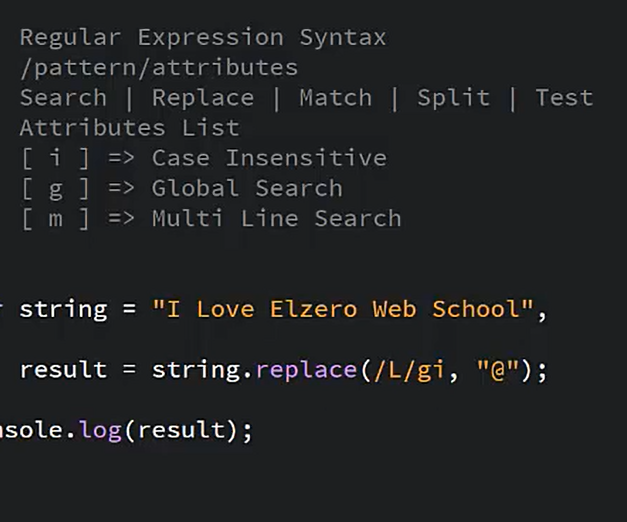 Regular Expression Syntax
/pattern/attributes
Search | Replace | Match | Split | Test
Attributes List
[ i ] => Case Insensitive
[ g ] => Global Search
[ m ] => Multi Line Search
r string = "I Love Elzero Web School",
result = string.replace(/L/gi, "@");
nsole.log(result);